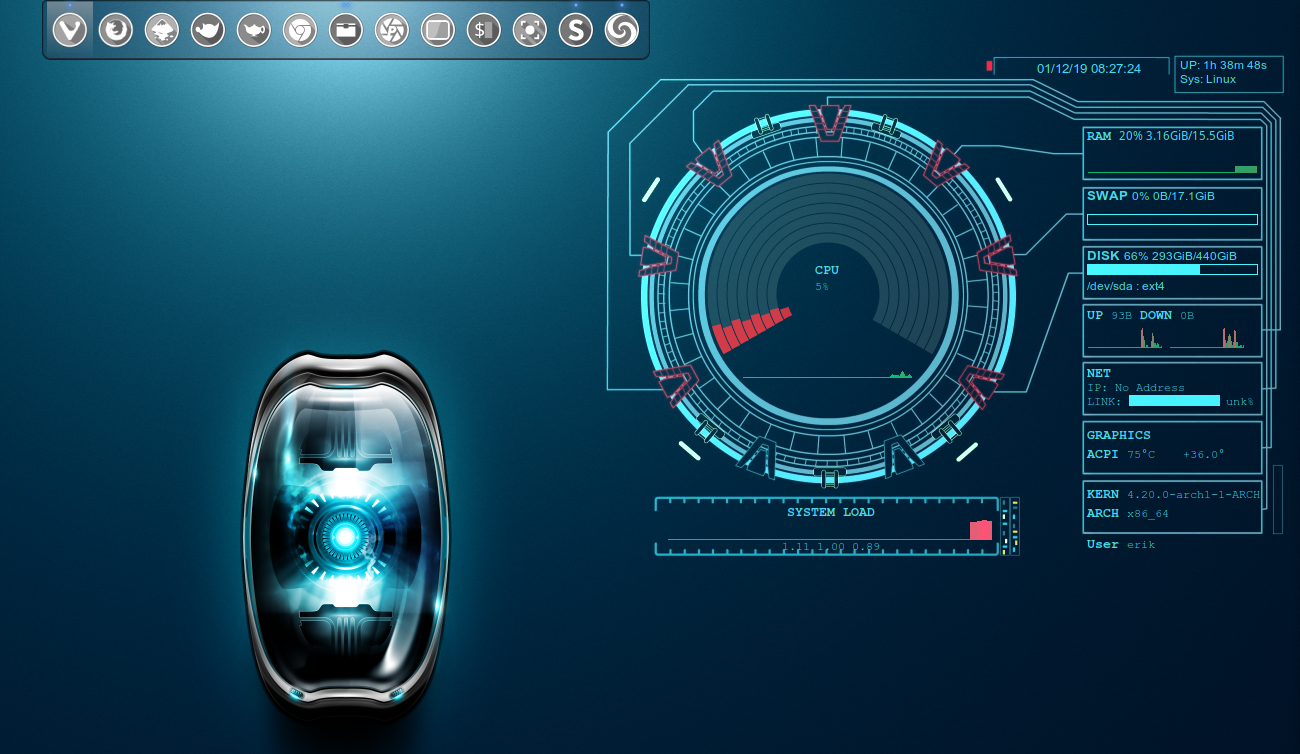 01/12/19 08:27:24
UP: 1h 38m 48s
Sys: Linux
RAM 20% 3.16GiB/15.5GiB
SWAP 0% 0B/17.1GiB
DISK 66% 293GiB/440GiB
/dev/sda : ext4
UP 93B DOWN 0B
NET
IP: No Address
LINK: unk%
GRAPHICS
ACPI 75°C +36.0°
KERN 4.20.0-arch1-1-ARCH
ARCH x86_64
User erik
CPU
5%
SYSTEM LOAD
1.11 1.00 0.89
$
S